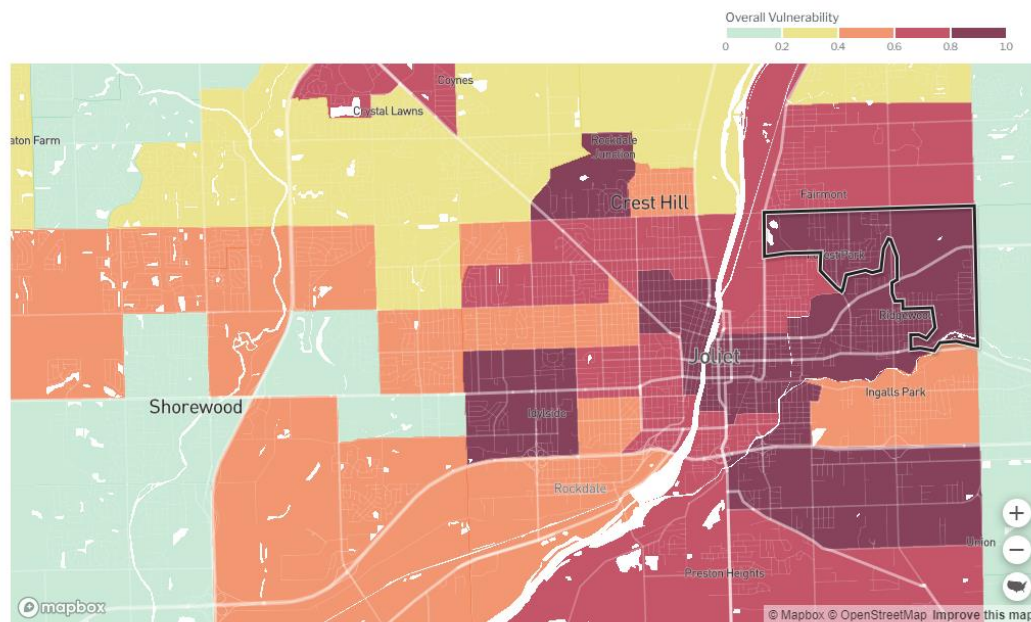 Overall Vulnerability
0 0.2 0.4 0.6 0.8 1.0
Coynes
Crystal Lawns
aton Farm
Rockdale
Junction
Crest Hill
Fairmont
Ridgewood
Joliet
Shorewood
Idylside
Ingalls Park
Rockdale
Union
Preston Heights
mapbox
© Mapbox © OpenStreetMap Improve this map